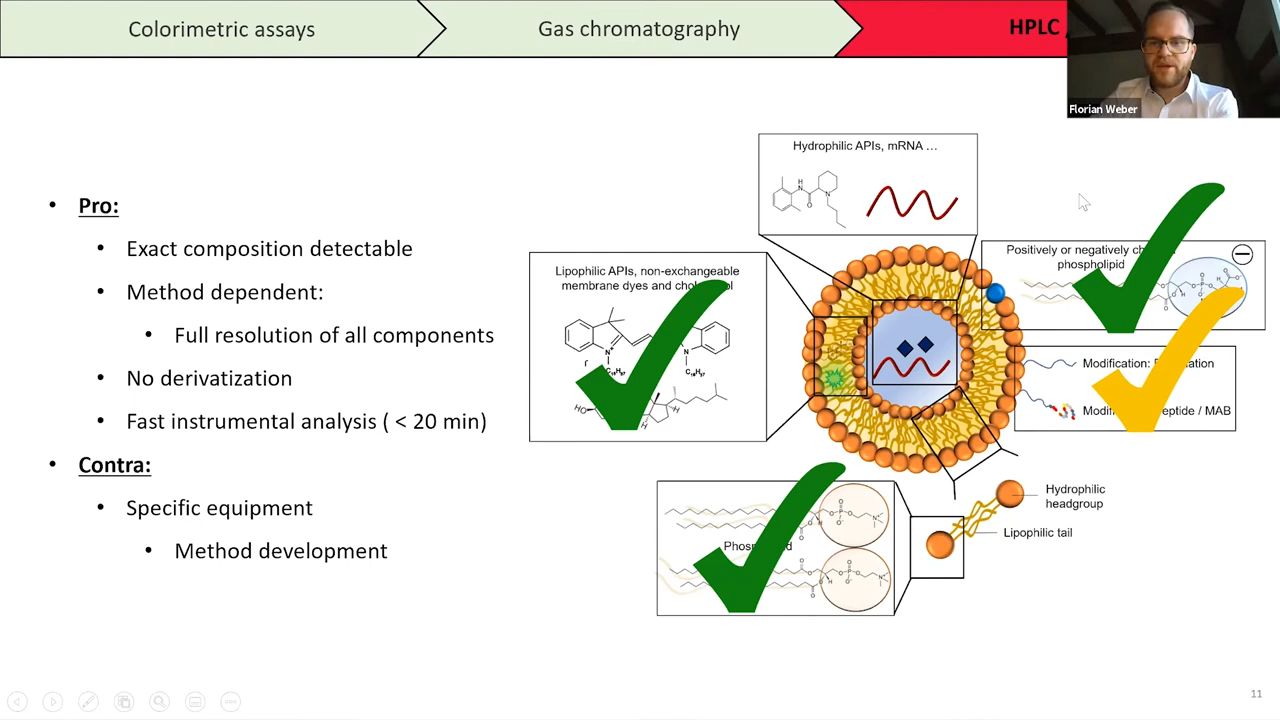 Colorimetric assays
Gas chromatography
HPLC
Florian Weber
• Pro:
• Exact composition detectable
• Method dependent:
• Full resolution of all components
• No derivatization
• Fast instrumental analysis ( < 20 min)
• Contra:
• Specific equipment
• Method development
Hydrophilic APIs, mRNA …
H
N
O
N
Lipophilic APIs, non-exchangeable
membrane dyes and
Positively or negatively
phospholipid
Modification:
Peptide / MAB
Hydrophilic
headgroup
Lipophilic tail
11